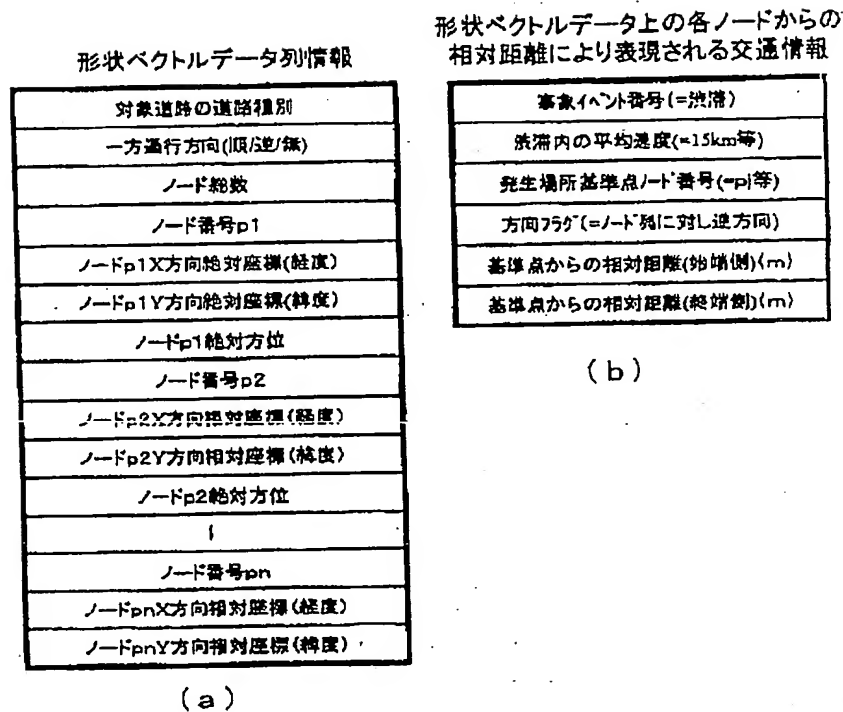 形状ベクトルデータ列情報
対象道路の道路種別
一方通行方向(順/逆/無)
ノード総数
ノード番号p1
ノードp1X方向絶対座標(経度)
ノードp1Y方向絶対座標(緯度)
ノードp1絶対方位
ノード番号p2
ノードp2X方向相対座標(経度)
ノードp2Y方向相対座標(緯度)
ノードp2絶対方位
~
ノード番号pn
ノードpnX方向相対座標(経度)
ノードpnY方向相対座標(緯度)
(a)
形状ベクトルデータ上の各ノードからの
相対距離により表現される交通情報
事象イベント番号(=渋滞)
渋滞内の平均速度(=15km等)
発生場所基準点ノード番号(=p1等)
方向フラグ(=ノード列に対し逆方向)
基準点からの相対距離(始端側)(m)
基準点からの相対距離(終端側)(m)
(b)